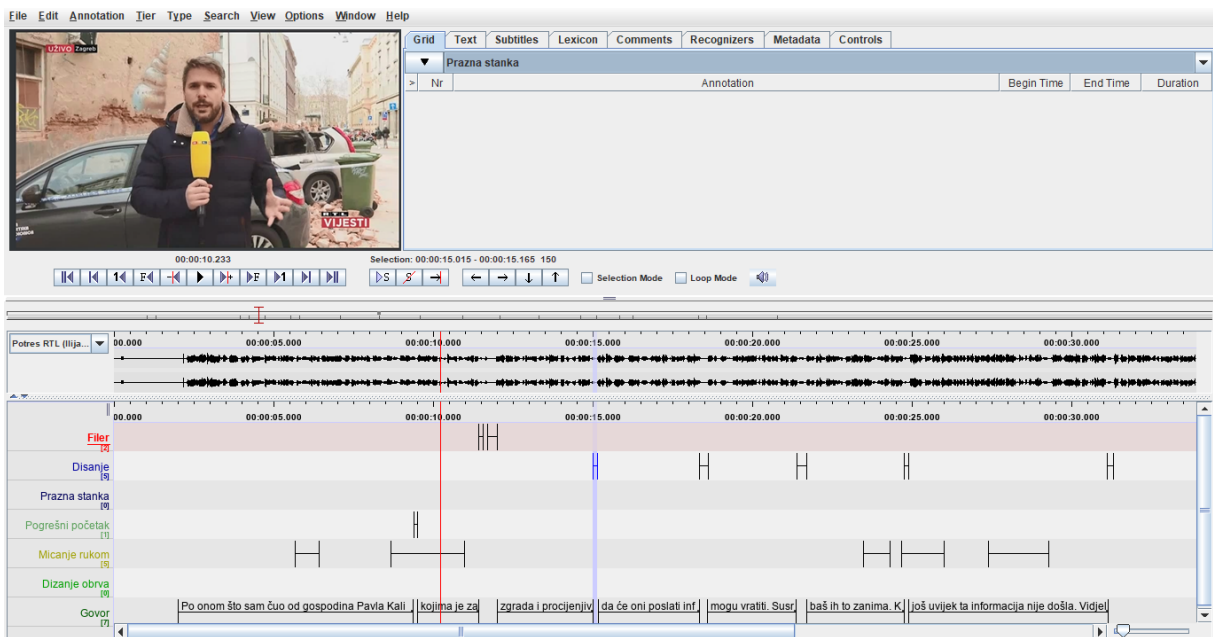 File Edit Annotation Tier Type Search View Options Window Help
UŽIVO Zagreb
RTL
VIJESTI
Grid Text Subtitles Lexicon Comments Recognizers Metadata Controls
Prazna stanka
> Nr Annotation Begin Time End Time Duration
00:00:10.233 Selection: 00:00:15.015 - 00:00:15.165 150
1 F + F 1 S S Selection Mode Loop Mode
Potres RTL (Ilija... 00.000 00:00:05.000 00:00:10.000 00:00:15.000 00:00:20.000 00:00:25.000 00:00:30.000
00.000 00:00:05.000 00:00:10.000 00:00:15.000 00:00:20.000 00:00:25.000 00:00:30.000
Filer
[2]
Disanje
[5]
Prazna stanka
[0]
Pogrešni početak
[1]
Micanje rukom
[5]
Dizanje obrva
[0]
Govor Po onom što sam čuo od gospodina Pavla Kali kojima je za zgrada i procijenjiv da će oni poslati inf mogu vratiti. Susr baš ih to zanima. K još uvijek ta informacija nije došla. Vidjel
[7]